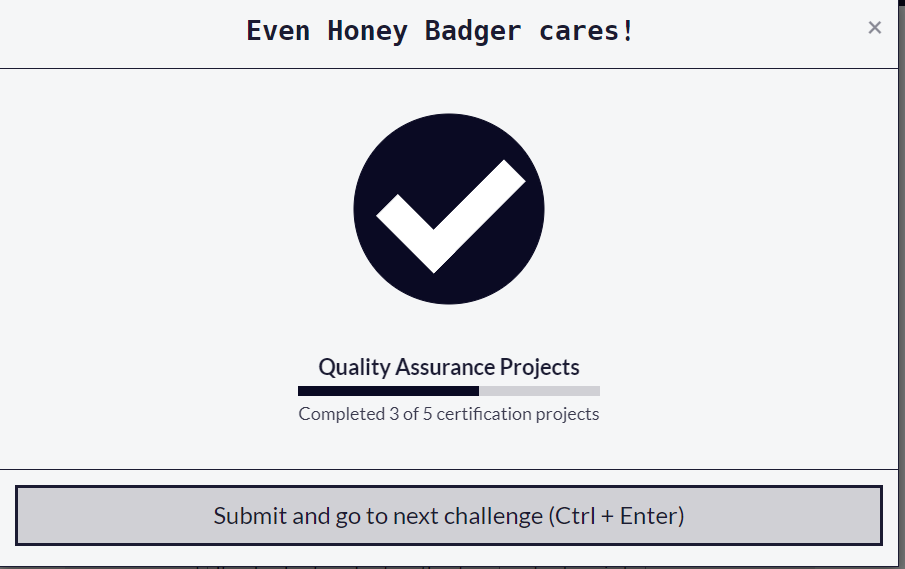 Even Honey Badger cares!
×
Quality Assurance Projects
Completed 3 of 5 certification projects
Submit and go to next challenge (Ctrl + Enter)